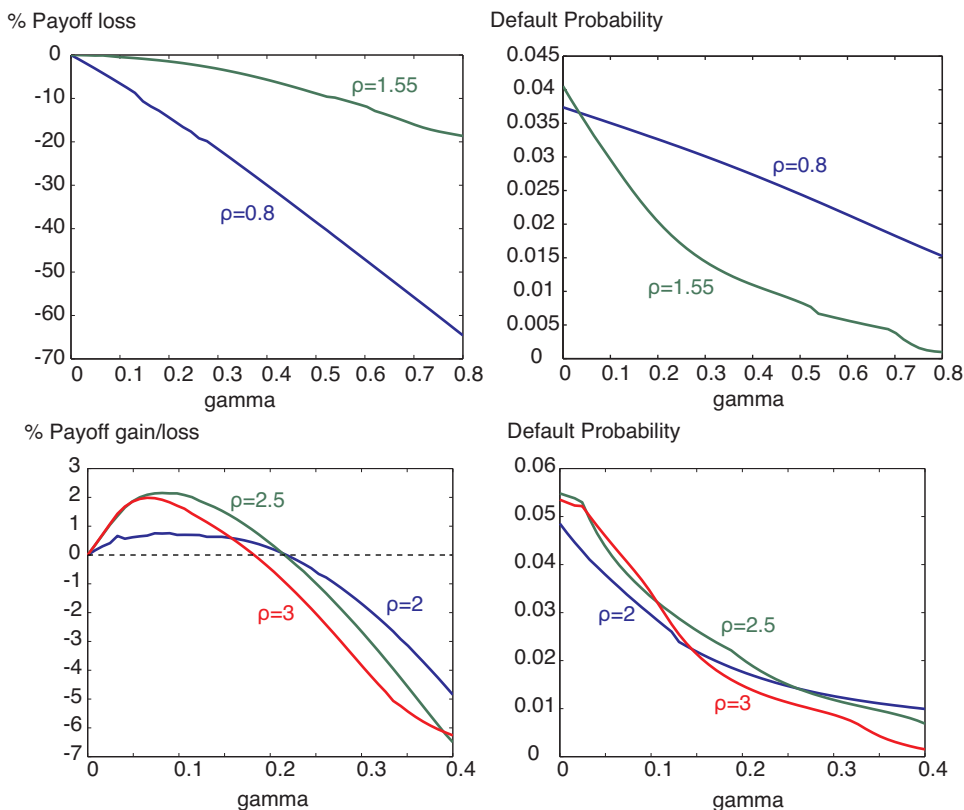 % Payoff loss
0
-10
-20
-30
-40
-50
-60
-70
0 0.1 0.2 0.3 0.4 0.5 0.6 0.7 0.8
gamma
ρ=1.55
ρ=0.8
Default Probability
0.045
0.04
0.035
0.03
0.025
0.02
0.015
0.01
0.005
0
0 0.1 0.2 0.3 0.4 0.5 0.6 0.7 0.8
gamma
ρ=0.8
ρ=1.55
% Payoff gain/loss
3
2
1
0
-1
-2
-3
-4
-5
-6
-7
0 0.1 0.2 0.3 0.4
gamma
ρ=2.5
ρ=2
ρ=3
Default Probability
0.06
0.05
0.04
0.03
0.02
0.01
0
0 0.1 0.2 0.3 0.4
gamma
ρ=2
ρ=2.5
ρ=3